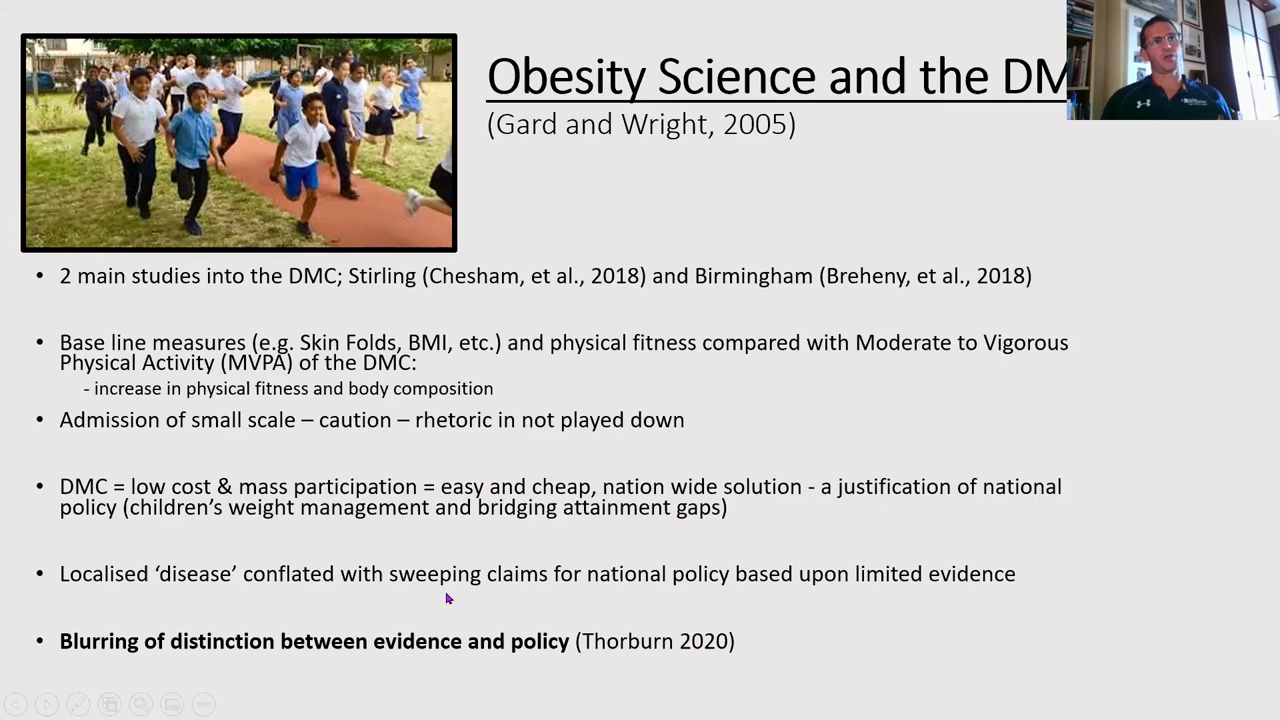 Obesity Science and the DM
(Gard and Wright, 2005)
• 2 main studies into the DMC; Stirling (Chesham, et al., 2018) and Birmingham (Breheny, et al., 2018)
• Base line measures (e.g. Skin Folds, BMI, etc.) and physical fitness compared with Moderate to Vigorous
Physical Activity (MVPA) of the DMC:
- increase in physical fitness and body composition
• Admission of small scale – caution – rhetoric in not played down
• DMC = low cost & mass participation = easy and cheap, nation wide solution - a justification of national
policy (children’s weight management and bridging attainment gaps)
• Localised ‘disease’ conflated with sweeping claims for national policy based upon limited evidence
• Blurring of distinction between evidence and policy (Thorburn 2020)